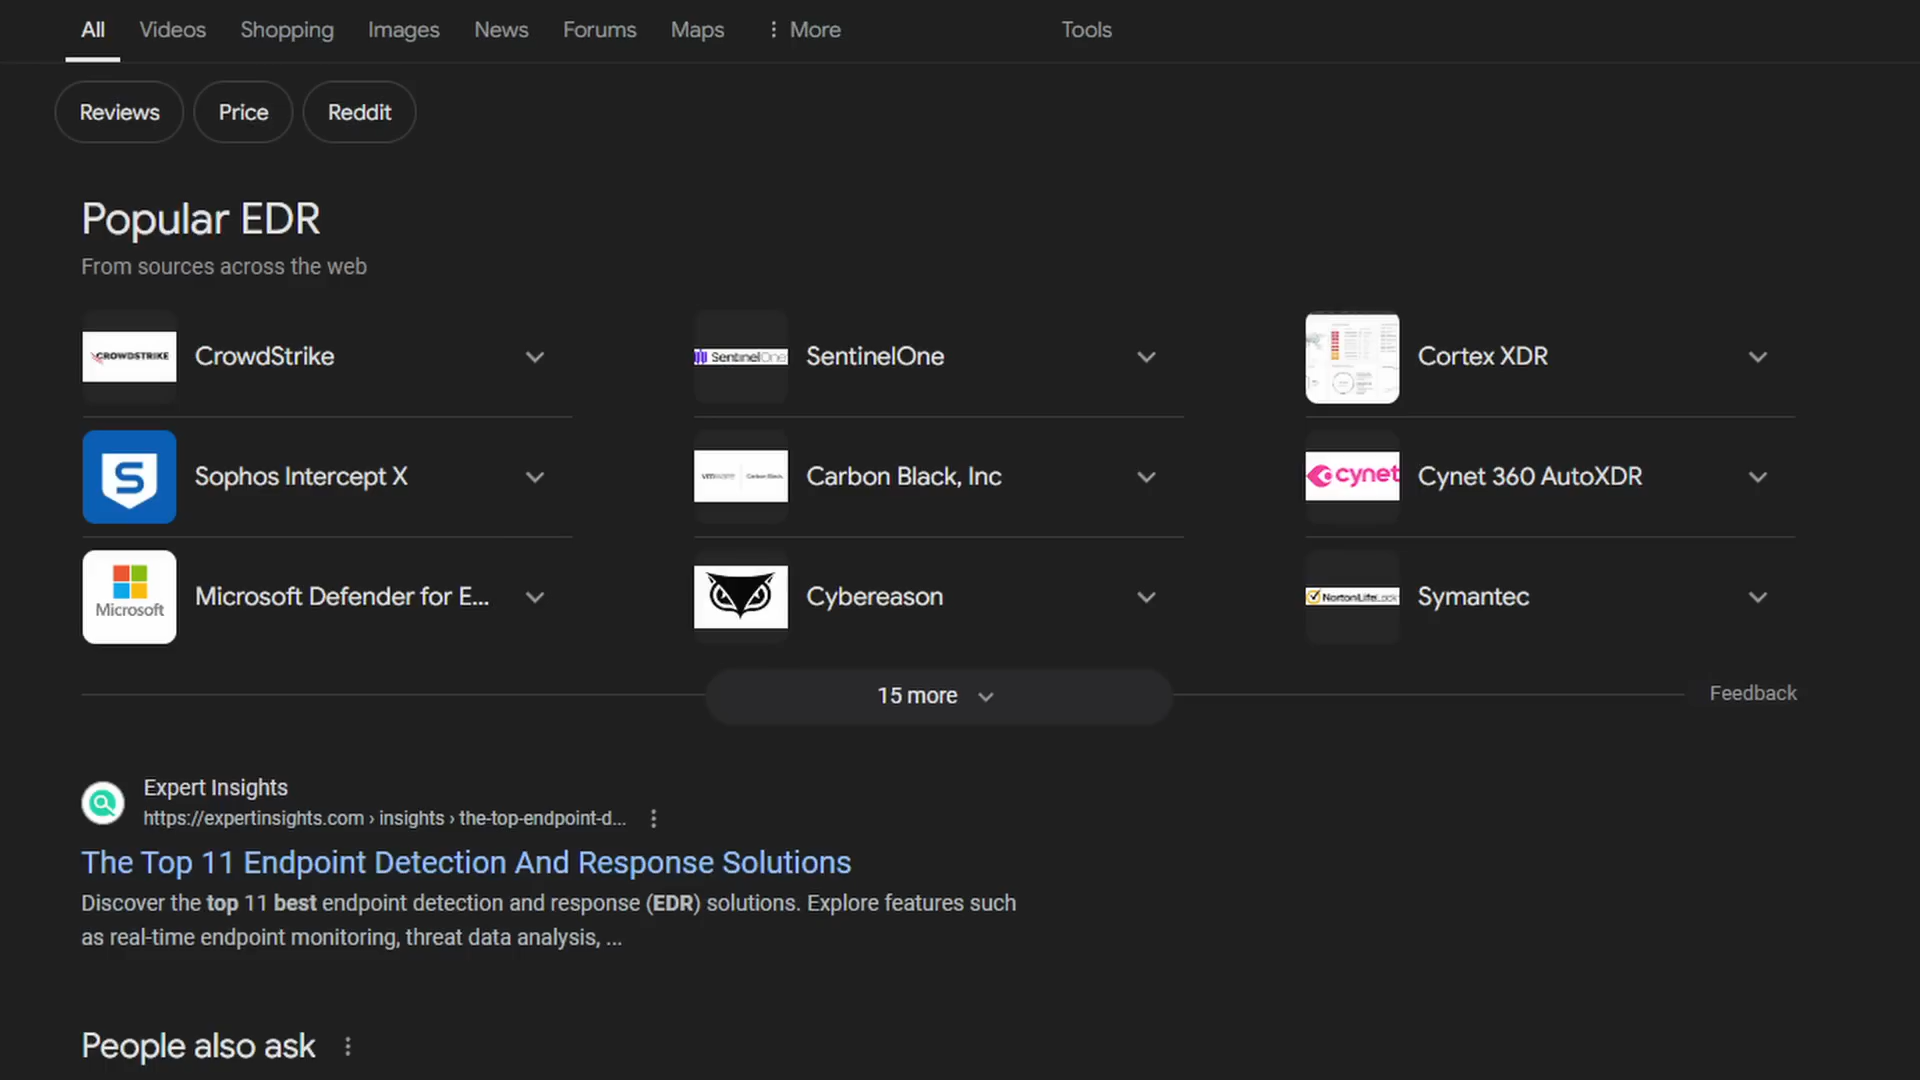 All Videos Shopping Images News Forums Maps More Tools
Reviews Price Reddit
Popular EDR
From sources across the web
CROWDSTRIKE CrowdStrike
SentinelOne SentinelOne
Cortex XDR
S Sophos Intercept X
vmware Carbon Black Carbon Black, Inc
cynet Cynet 360 AutoXDR
Microsoft Microsoft Defender for E...
Cybereason
NortonLifeLock Symantec
15 more
Feedback
Expert Insights
https://expertinsights.com › insights › the-top-endpoint-d...
The Top 11 Endpoint Detection And Response Solutions
Discover the top 11 best endpoint detection and response (EDR) solutions. Explore features such
as real-time endpoint monitoring, threat data analysis, ...
People also ask